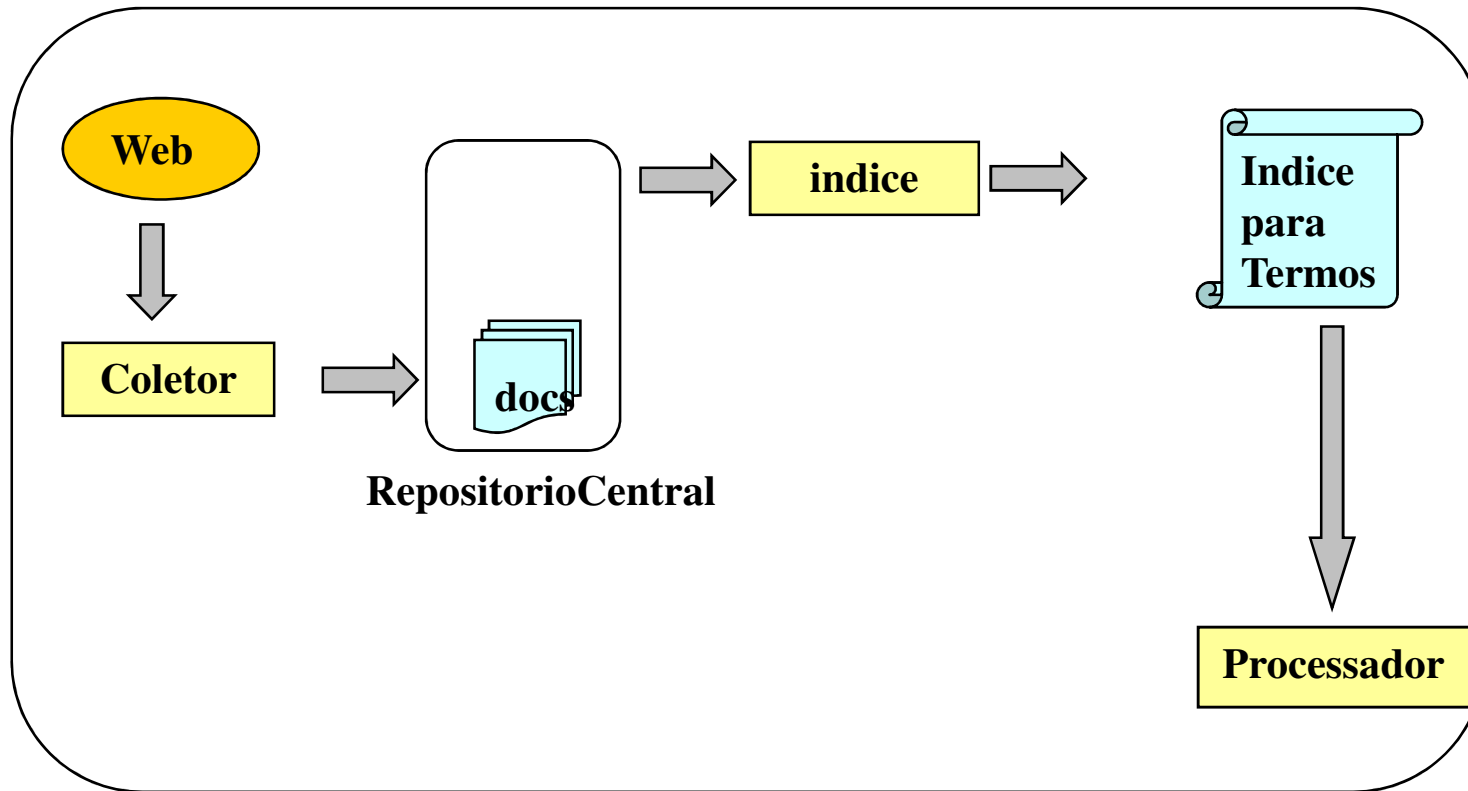 Web
indice
Indice
para
Termos
Coletor
docs
RepositorioCentral
Processador